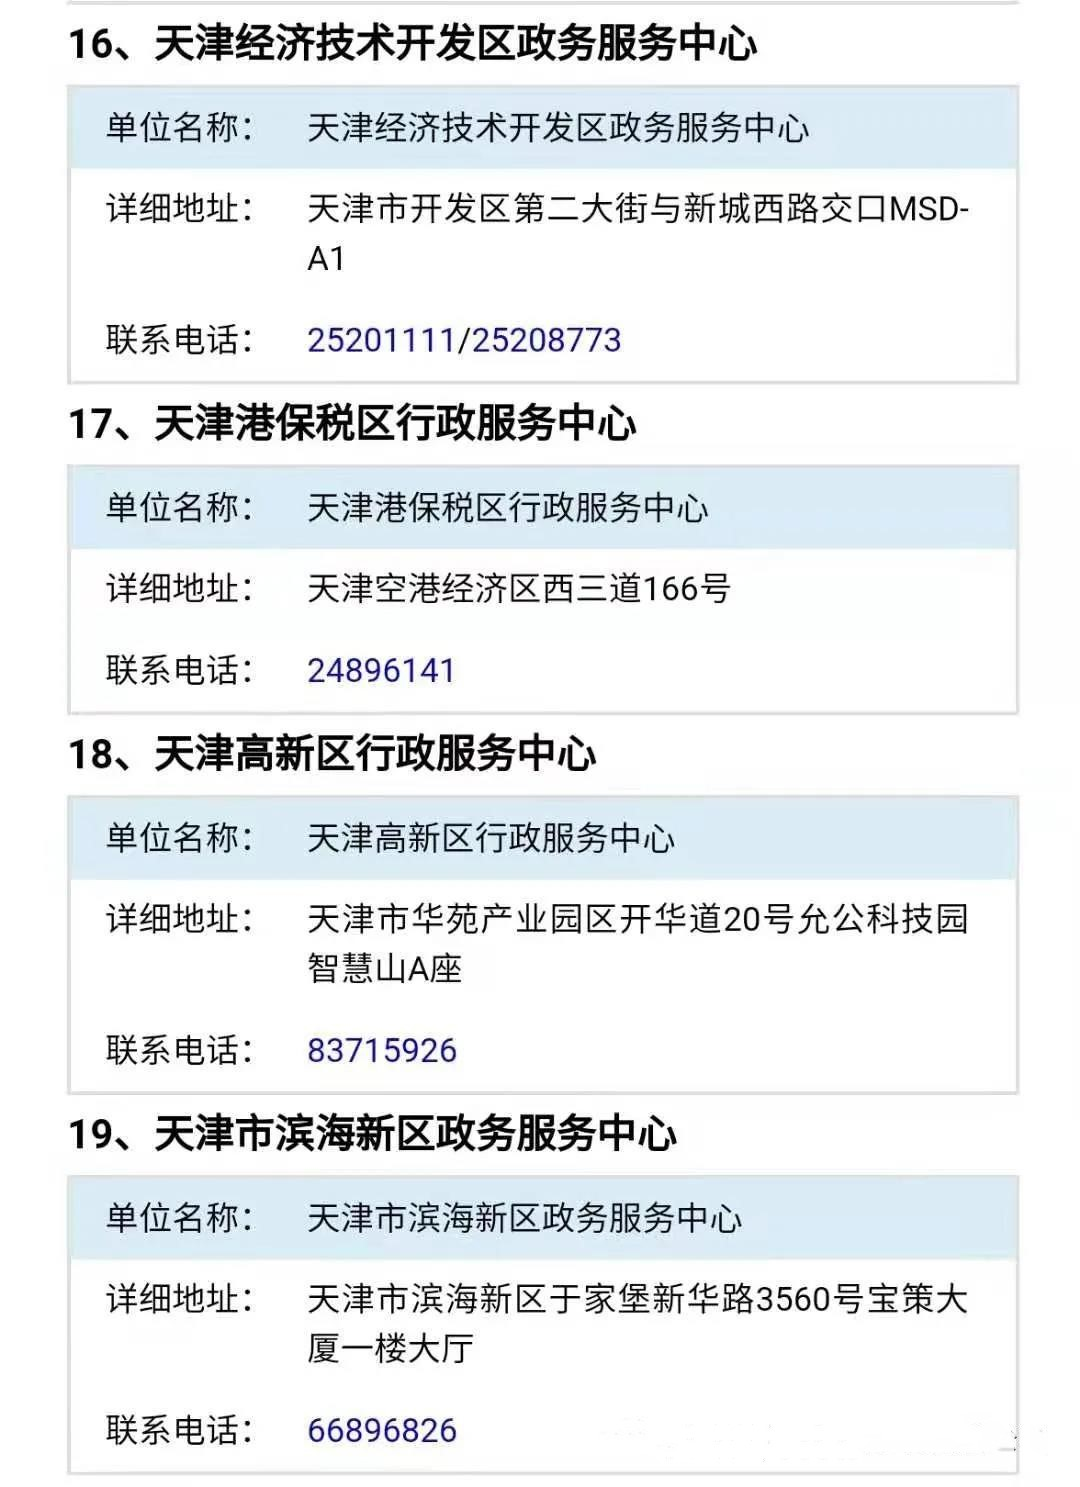 16、天津经济技术开发区政务服务中心
单位名称： 天津经济技术开发区政务服务中心
详细地址： 天津市开发区第二大街与新城西路交口MSD-
A1
联系电话： 25201111/25208773
17、天津港保税区行政服务中心
单位名称： 天津港保税区行政服务中心
详细地址： 天津空港经济区西三道166号
联系电话： 24896141
18、天津高新区行政服务中心
单位名称： 天津高新区行政服务中心
详细地址： 天津市华苑产业园区开华道20号允公科技园
智慧山A座
联系电话： 83715926
19、天津市滨海新区政务服务中心
单位名称： 天津市滨海新区政务服务中心
详细地址： 天津市滨海新区于家堡新华路3560号宝策大
厦一楼大厅
联系电话： 66896826